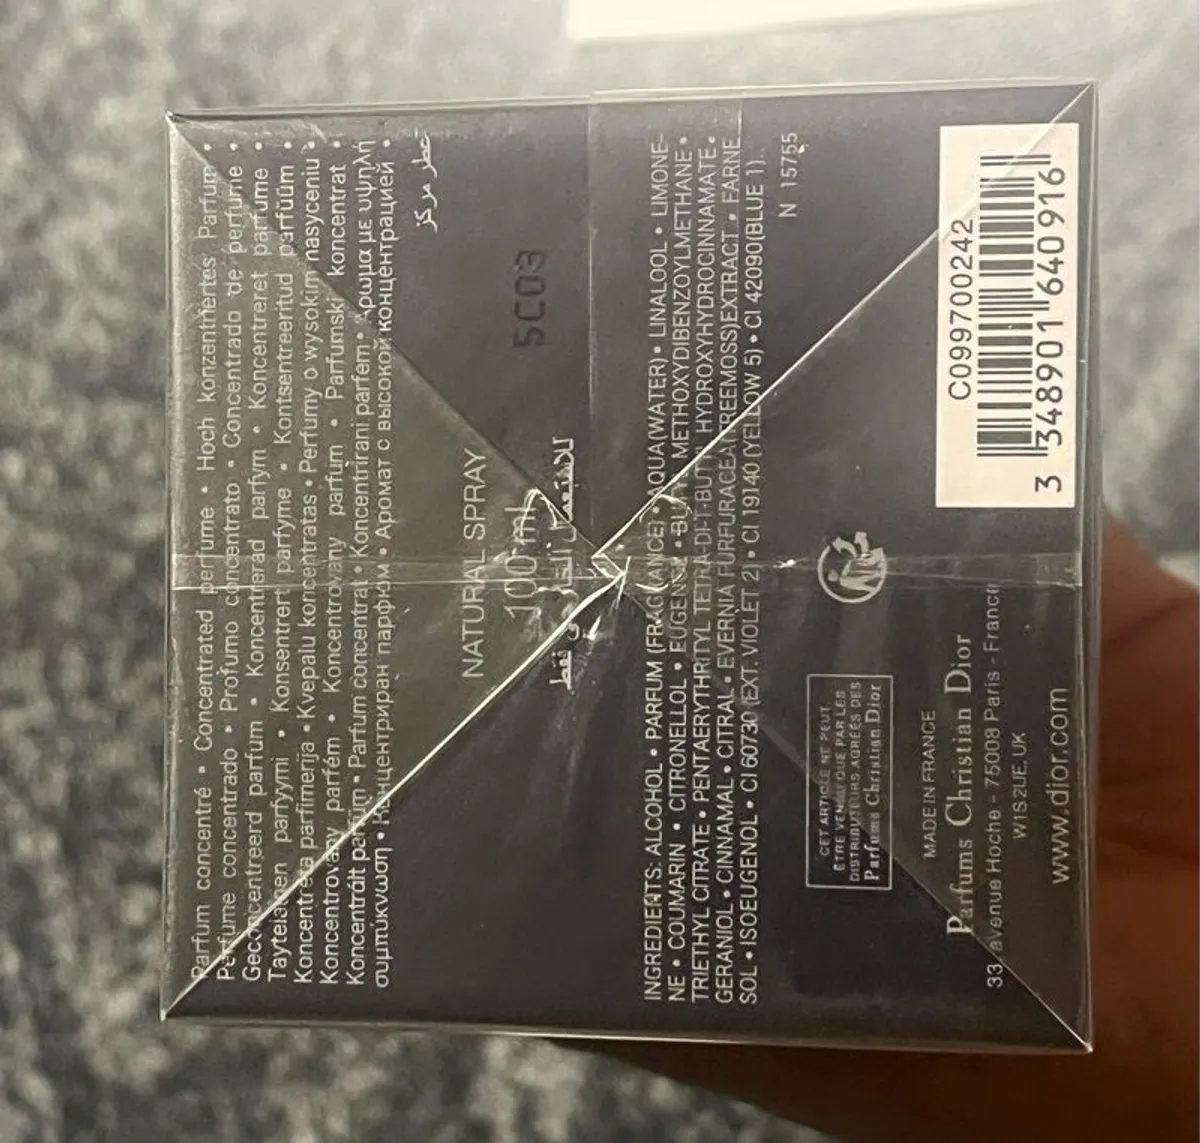 Parfum concentré • Concentrated perfume • Hoch konzentriertes Parfum •
Perfume concentrado • Profumo concentrato • Concentrado de perfume •
Geconcentreerd parfum • Koncentrerad parfym • Koncentreret parfume •
Täyteläinen parfyymi • Konsentrert parfyme • Kontsentreeritud parfüüm •
Koncentrēta parfimērija • Kvepalu koncentratas • Perfumy o wysokim nasyceniu •
Koncentrovaný parfém • Koncentrovaný parfum • Parfumski koncentrat •
Koncentrált parfüm • Parfum concentrat • Koncentrirani parfem • Άρωμα με υψηλή
συμπύκνωση • Концентриран парфюм • Аромат с высокой концентрацией •
عطر مركز
NATURAL SPRAY
100 ml
5C03
للاستعمال الخارجي فقط
INGREDIENTS: ALCOHOL • PARFUM (FRAGRANCE) • AQUA (WATER) • LINALOOL • LIMONE-
NE • COUMARIN • CITRONELLOL • EUGENOL • BUTYL METHOXYDIBENZOYLMETHANE •
TRIETHYL CITRATE • PENTAERYTHRITYL TETRA-DI-T-BUTYL HYDROXYHYDROCINNAMATE •
GERANIOL • CINNAMAL • CITRAL • EVERNIA FURFURACEA (TREEMOSS) EXTRACT • FARNE
SOL • ISOEUGENOL • CI 60730 (EXT. VIOLET 2) • CI 19140 (YELLOW 5) • CI 42090 (BLUE 1).
N 15755
CET ARTICLE NE PEUT
ÊTRE VENDU QUE PAR LES
DISTRIBUTEURS AGRÉÉS DES
Parfums Christian Dior
MADE IN FRANCE
Parfums Christian Dior
33, avenue Hoche - 75008 Paris - France
W1S 2UE, UK
www.dior.com
C099700242
3 348901 640916